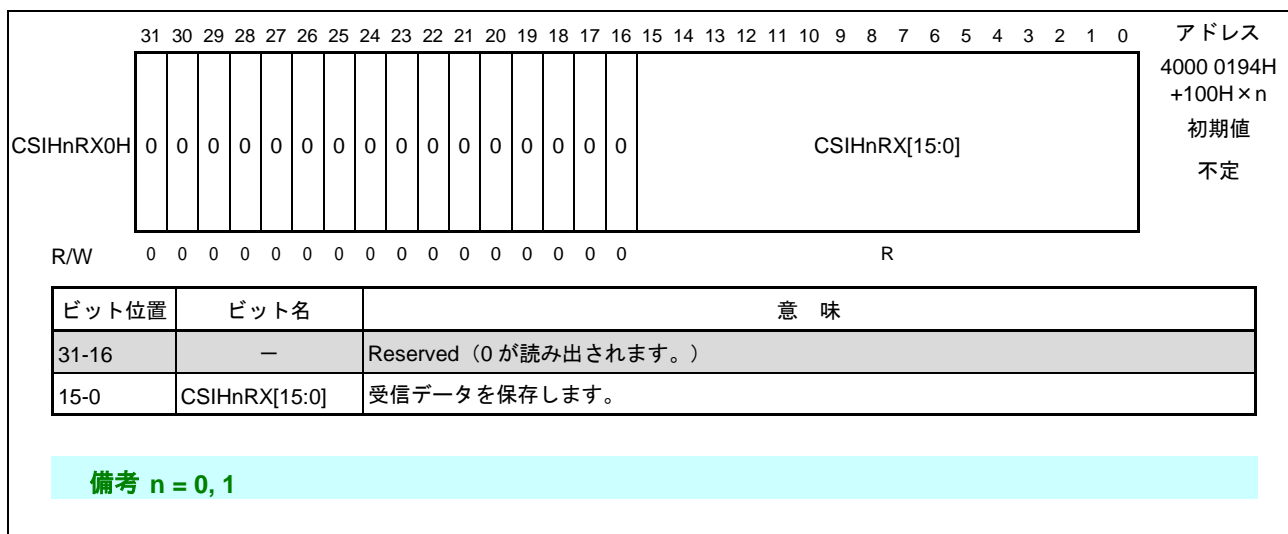 31 30 29 28 27 26 25 24 23 22 21 20 19 18 17 16 15 14 13 12 11 10 9 8 7 6 5 4 3 2 1 0 アドレス
4000 0194H
+100H×n
初期値
不定
CSIHnRX0H 0 0 0 0 0 0 0 0 0 0 0 0 0 0 0 0 CSIHnRX[15:0]
R/W 0 0 0 0 0 0 0 0 0 0 0 0 0 0 0 0 R
ビット位置 ビット名 意 味
31-16 － Reserved（0 が読み出されます。）
15-0 CSIHnRX[15:0] 受信データを保存します。
備考 n = 0, 1